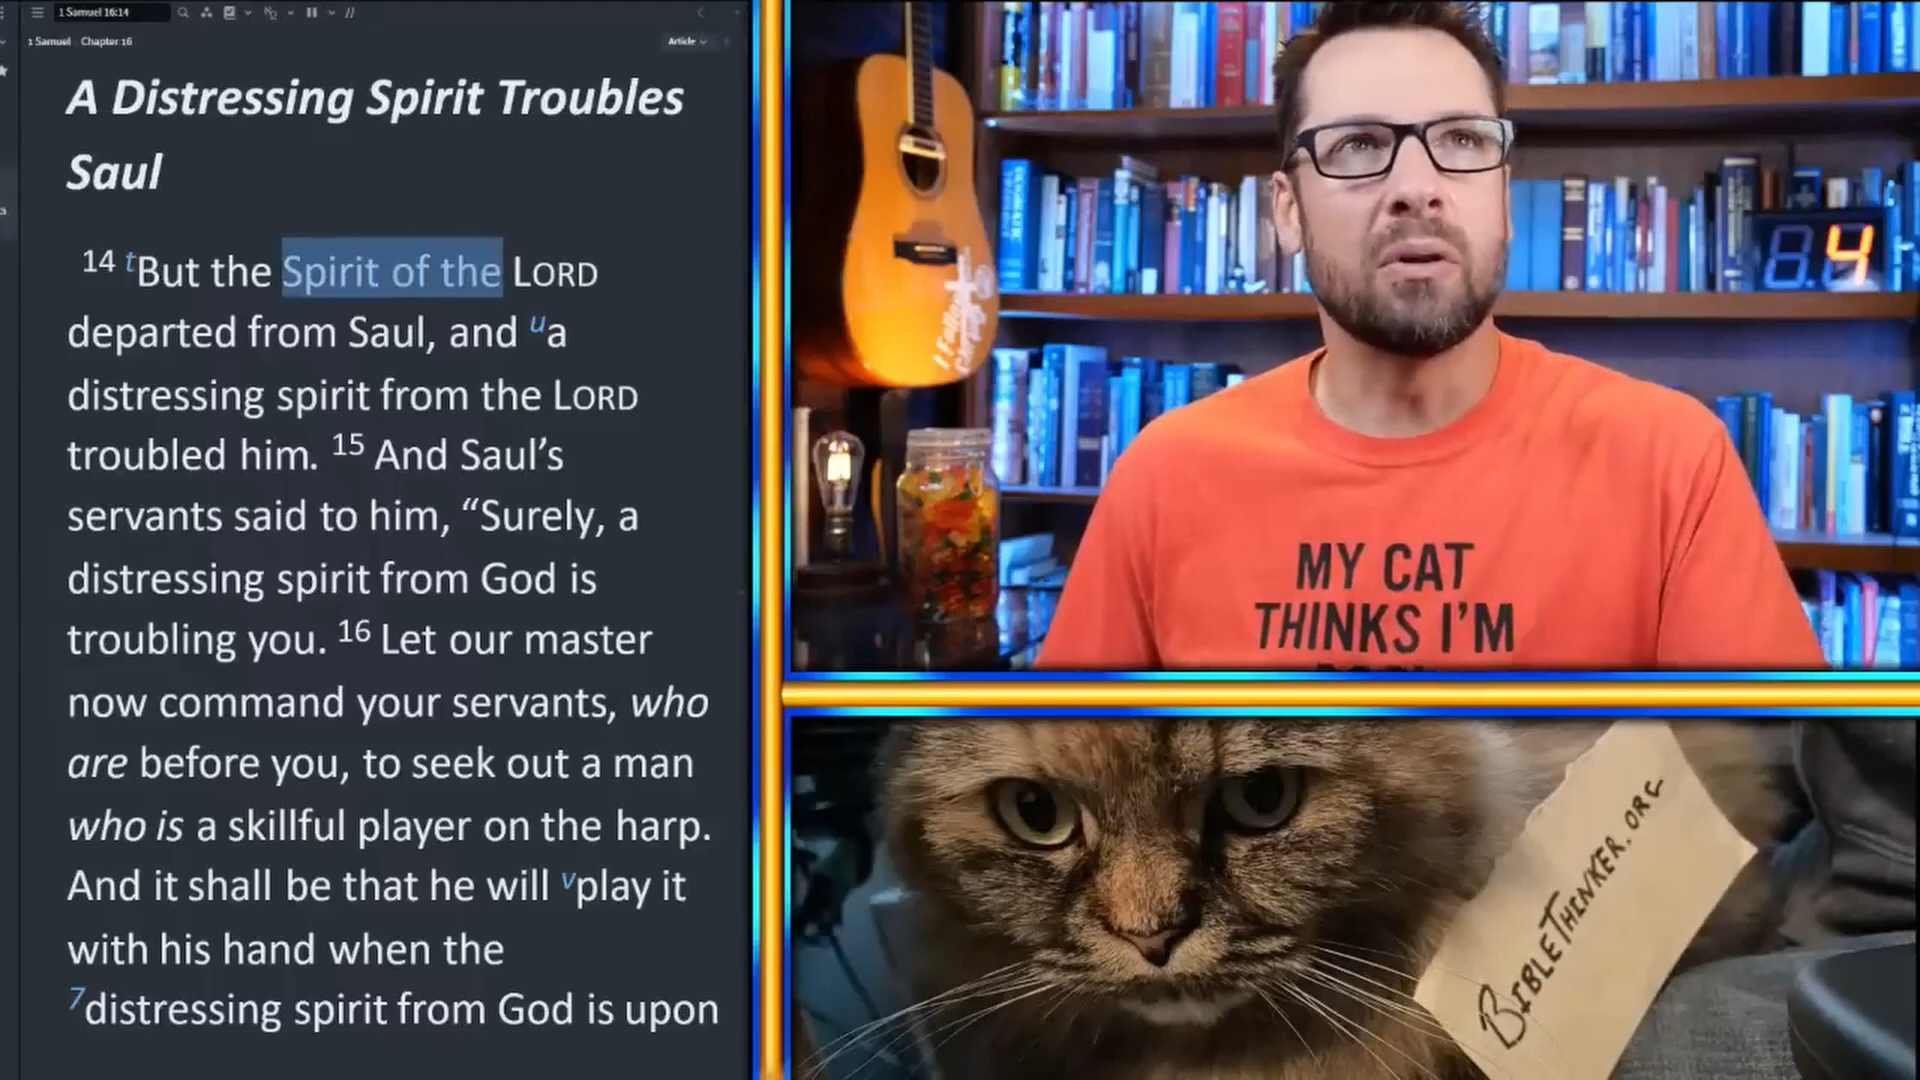 1 Samuel 16:14
1 Samuel Chapter 16
Article
A Distressing Spirit Troubles
Saul
14 tBut the Spirit of the LORD
departed from Saul, and ua
distressing spirit from the LORD
troubled him. 15 And Saul’s
servants said to him, “Surely, a
distressing spirit from God is
troubling you. 16 Let our master
now command your servants, who
are before you, to seek out a man
who is a skillful player on the harp.
And it shall be that he will vplay it
with his hand when the
7distressing spirit from God is upon
4
MY CAT
THINKS I’M
BIBLETHINKER.ORG